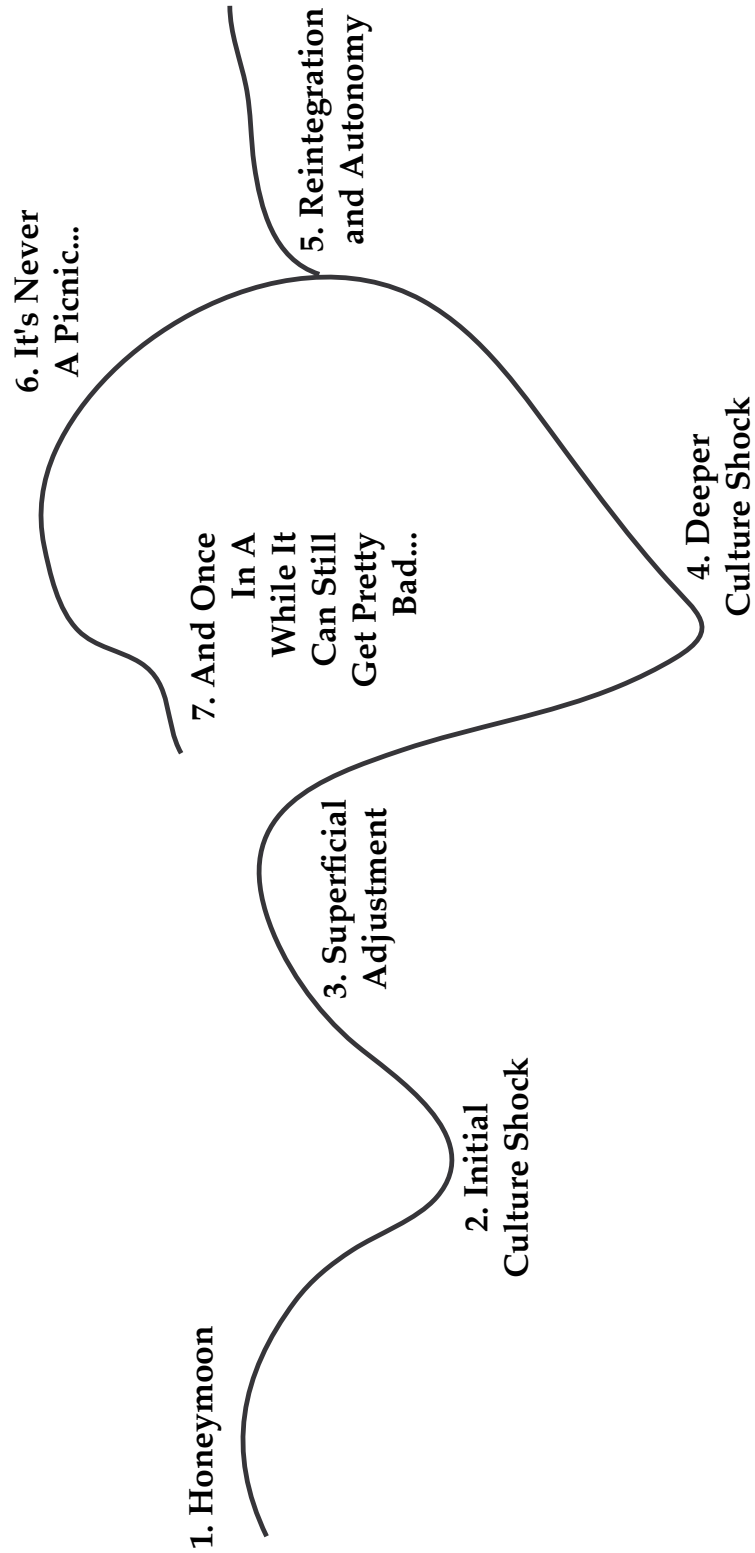 1. Honeymoon
2. Initial
Culture Shock
3. Superficial
Adjustment
4. Deeper
Culture Shock
5. Reintegration
and Autonomy
6. It's Never
A Picnic...
7. And Once
In A
While It
Can Still
Get Pretty
Bad...